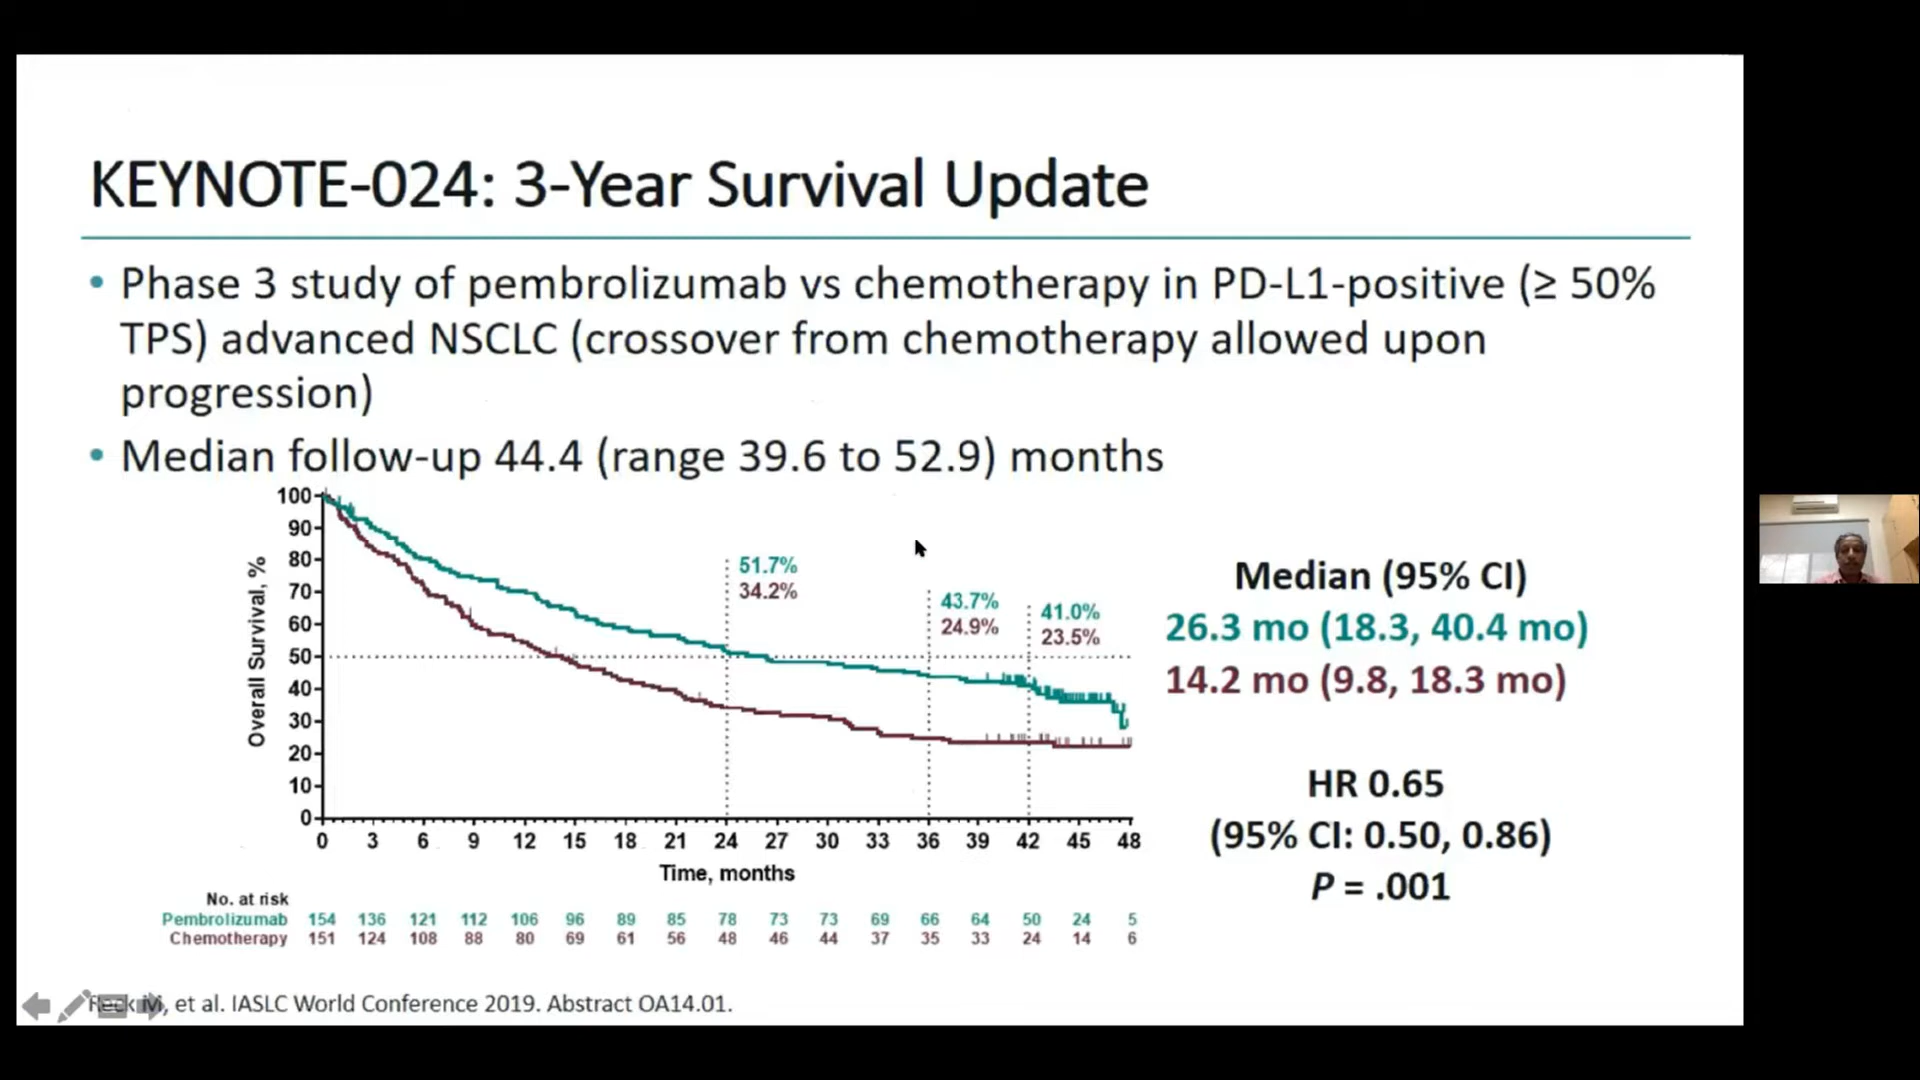 KEYNOTE-024: 3-Year Survival Update
• Phase 3 study of pembrolizumab vs chemotherapy in PD-L1-positive (≥ 50%
TPS) advanced NSCLC (crossover from chemotherapy allowed upon
progression)
• Median follow-up 44.4 (range 39.6 to 52.9) months
Overall Survival, %
100
90
80
70
60
50
40
30
20
10
0
51.7%
34.2%
43.7%
24.9%
41.0%
23.5%
0 3 6 9 12 15 18 21 24 27 30 33 36 39 42 45 48
Time, months
Median (95% CI)
26.3 mo (18.3, 40.4 mo)
14.2 mo (9.8, 18.3 mo)
HR 0.65
(95% CI: 0.50, 0.86)
P = .001
No. at risk
Pembrolizumab 154 136 121 112 106 96 89 85 78 73 73 69 66 64 50 24 5
Chemotherapy 151 124 108 88 80 69 61 56 48 46 44 37 35 33 24 14 6
et al. IASLC World Conference 2019. Abstract OA14.01.